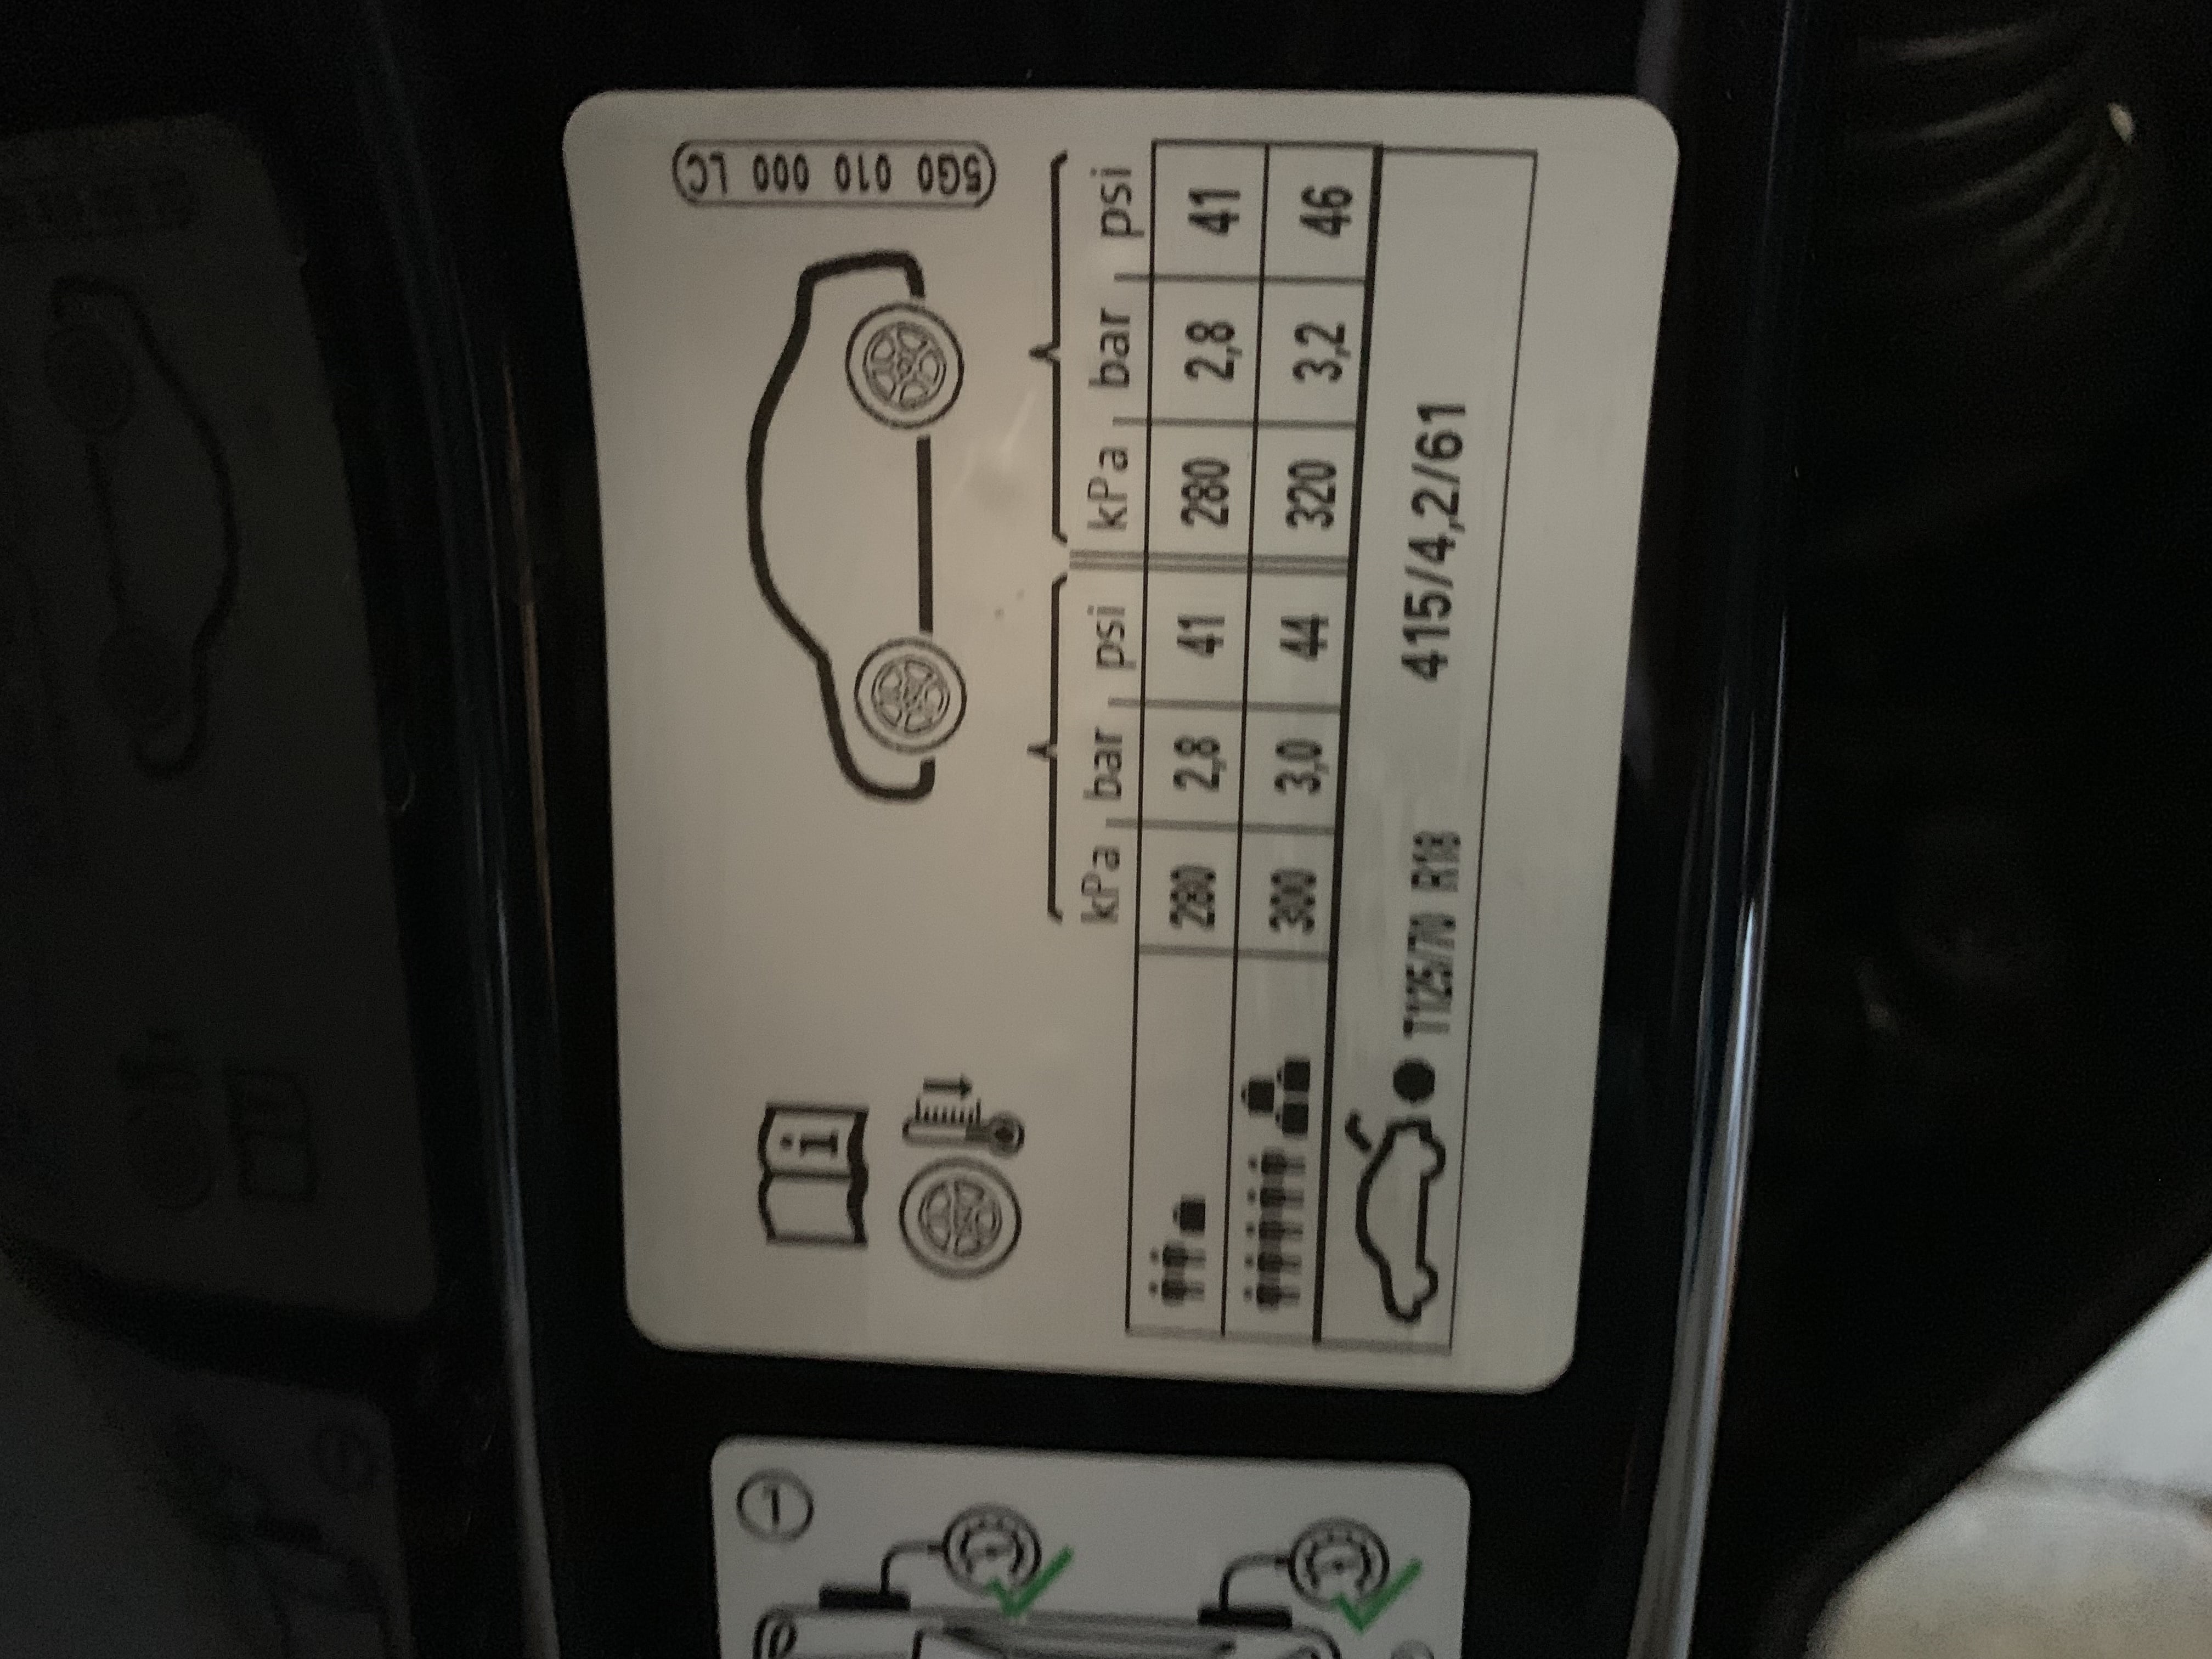 5G0 010 000 LC
i
kPa bar psi kPa bar psi
280 2,8 41 280 2,8 41
300 3,0 44 320 3,2 46
T125/70 R18 415/4,2/61
1